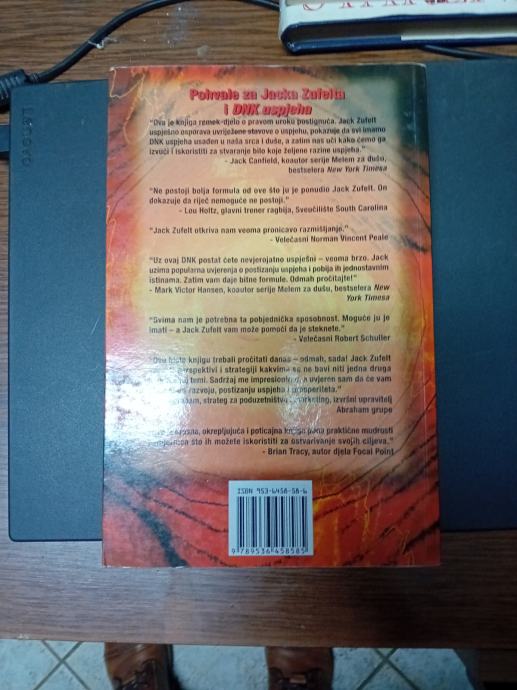 Pohvale za Jacka Zufelta
i DNK uspjeha
"Ova je knjiga remek-djelo o pravom uroku postignuća. Jack Zufelt
uspješno osporava uvriježene stavove o uspjehu, pokazuje da svi imamo
DNK uspjeha usađen u naša srca i duše, a zatim nas uči kako ćemo ga
izvući i iskoristiti za stvaranje bilo koje željene razine uspjeha."
- Jack Canfield, koautor serije Melem za dušu,
bestselera New York Timesa
"Ne postoji bolja formula od ove što ju je ponudio Jack Zufelt. On
dokazuje da riječ nemoguće ne postoji."
- Lou Holtz, glavni trener ragbija, Sveučilište South Carolina
"Jack Zufelt otkriva nam veoma pronicavo razmišljanje."
- Velečasni Norman Vincent Peale
"Uz ovaj DNK postat ćete nevjerojatno uspješni – veoma brzo. Jack
uzima popularna uvjerenja o postizanju uspjeha i pobija ih jednostavnim
istinama. Zatim vam daje bitne formule. Odmah pročitajte!"
- Mark Victor Hansen, koautor serije Melem za dušu, bestselera New
York Timesa
"Svima nam je potrebna ta pobjednička sposobnost. Moguće ju je
imati – a Jack Zufelt vam može pomoći da je steknete."
- Velečasni Robert Schuller
knjigu trebali pročitati danas – odmah, sada! Jack Zufelt
perspektivi i strategiji kakvima se ne bavi niti jedna druga
temi. Sadržaj me impresionirao, a uvjeren sam da će vam
razvoju, postizanju uspjeha i prosperiteta."
strateg za poduzetništvo i marketing, izvršni upravitelj
Abraham grupe
okrepljujuća i poticajna knjiga puna praktične mudrosti
što ih možete iskoristiti za ostvarivanje svojih ciljeva."
- Brian Tracy, autor djela Focal Point
ISBN 953-6458-58-6
9 789536 458585